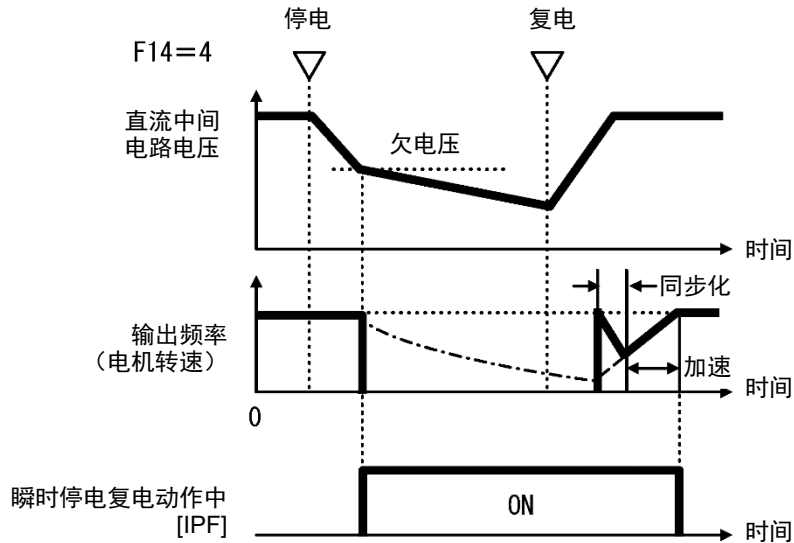 停电
复电
F14＝4
直流中间
电路电压
欠电压
时间
同步化
输出频率
（电机转速）
加速
时间
0
瞬时停电复电动作中
[IPF]
ON
时间